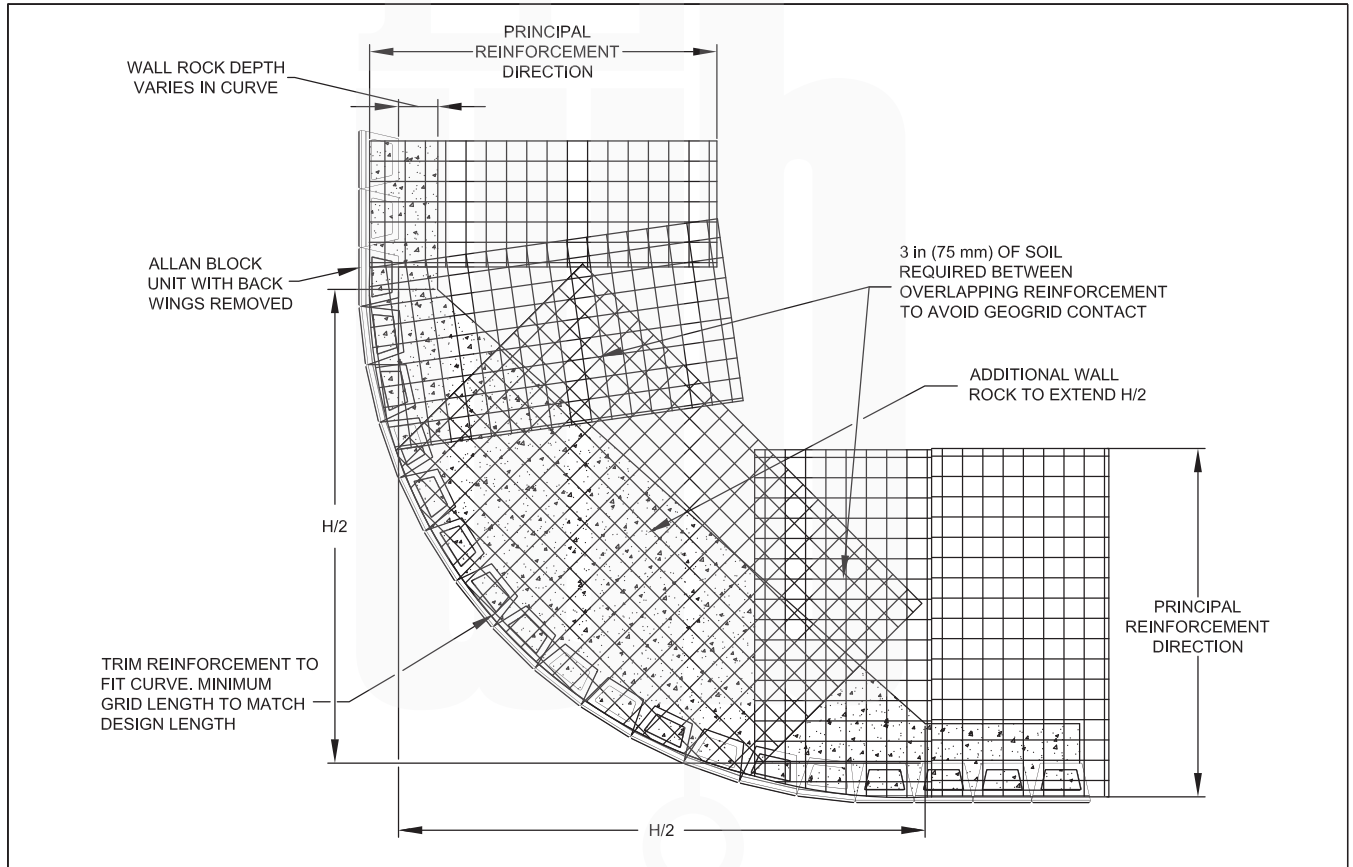 PRINCIPAL
REINFORCEMENT
DIRECTION
WALL ROCK DEPTH
VARIES IN CURVE
ALLAN BLOCK
UNIT WITH BACK
WINGS REMOVED
3 in (75 mm) OF SOIL
REQUIRED BETWEEN
OVERLAPPING REINFORCEMENT
TO AVOID GEOGRID CONTACT
ADDITIONAL WALL
ROCK TO EXTEND H/2
H/2
PRINCIPAL
REINFORCEMENT
DIRECTION
TRIM REINFORCEMENT TO
FIT CURVE. MINIMUM
GRID LENGTH TO MATCH
DESIGN LENGTH
H/2